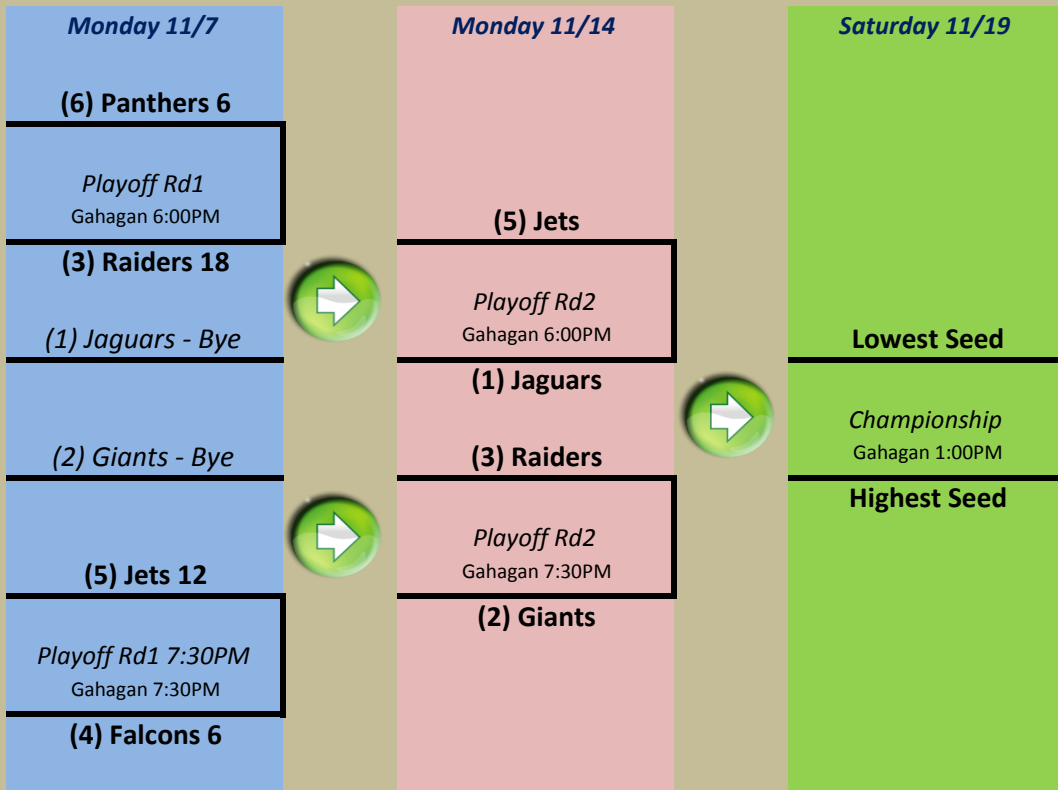 Monday 11/7
(6) Panthers 6
Playoff Rd1
Gahagan 6:00PM
(3) Raiders 18
(1) Jaguars - Bye
(2) Giants - Bye
(5) Jets 12
Playoff Rd1 7:30PM
Gahagan 7:30PM
(4) Falcons 6
Monday 11/14
(5) Jets
Playoff Rd2
Gahagan 6:00PM
(1) Jaguars
(3) Raiders
Playoff Rd2
Gahagan 7:30PM
(2) Giants
Saturday 11/19
Lowest Seed
Championship
Gahagan 1:00PM
Highest Seed